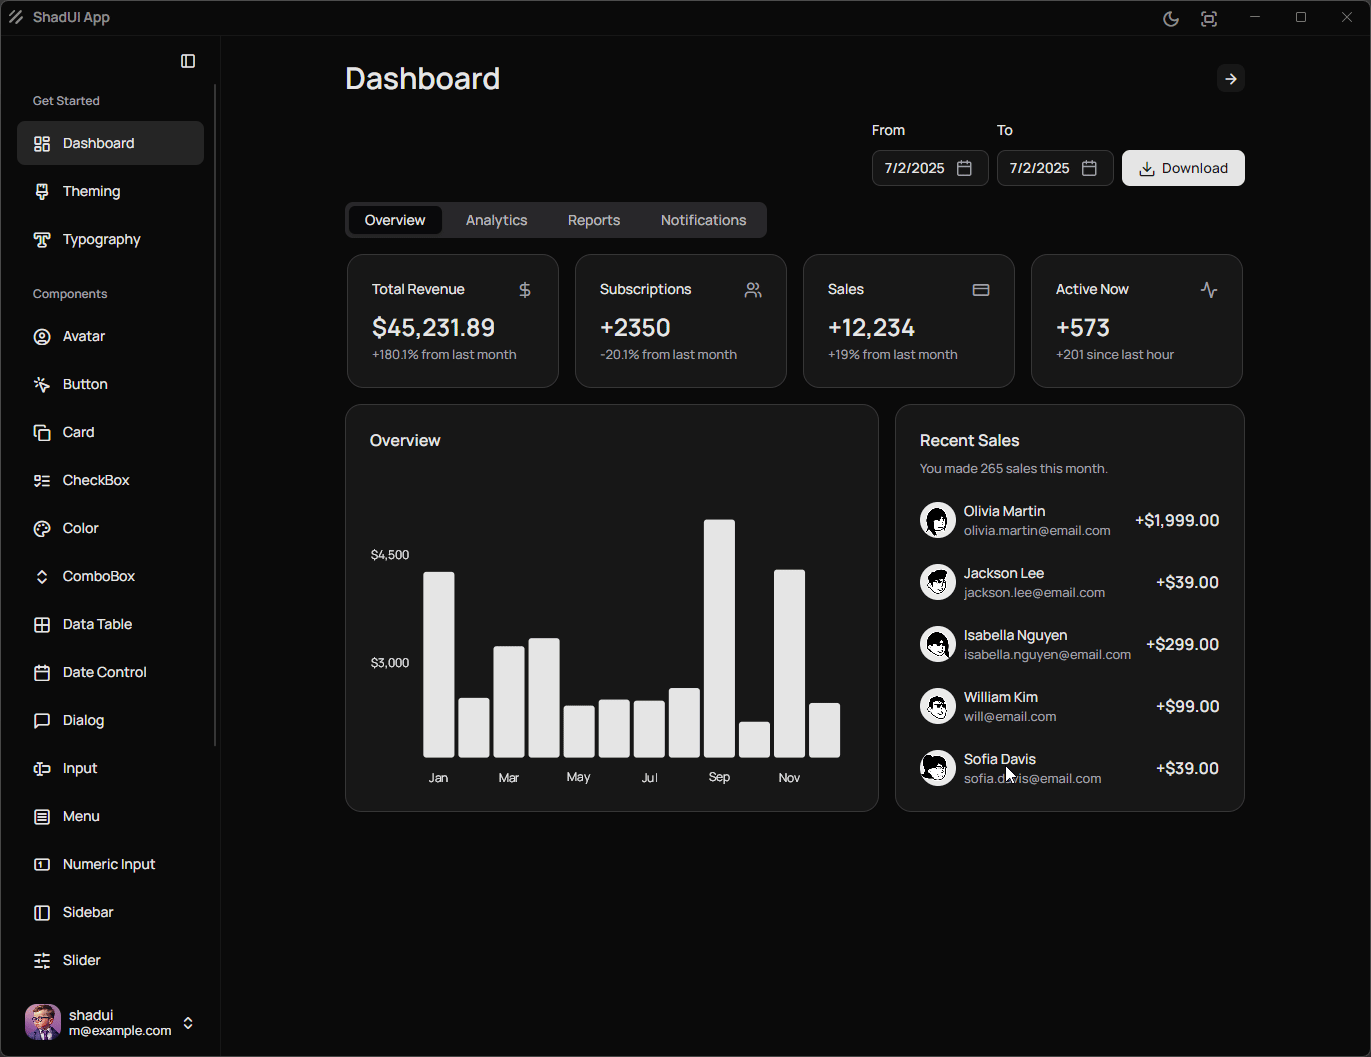 ShadUI App
Get Started
Dashboard
Theming
Typography
Components
Avatar
Button
Card
CheckBox
Color
ComboBox
Data Table
Date Control
Dialog
Input
Menu
Numeric Input
Sidebar
Slider
shadui
m@example.com
Dashboard
From
To
7/2/2025
7/2/2025
Download
Overview
Analytics
Reports
Notifications
Total Revenue
$
$45,231.89
+180.1% from last month
Subscriptions
+2350
-20.1% from last month
Sales
+12,234
+19% from last month
Active Now
+573
+201 since last hour
Overview
$4,500
$3,000
Jan
Mar
May
Jul
Sep
Nov
Recent Sales
You made 265 sales this month.
Olivia Martin
olivia.martin@email.com
+$1,999.00
Jackson Lee
jackson.lee@email.com
+$39.00
Isabella Nguyen
isabella.nguyen@email.com
+$299.00
William Kim
will@email.com
+$99.00
Sofia Davis
sofia.davis@email.com
+$39.00